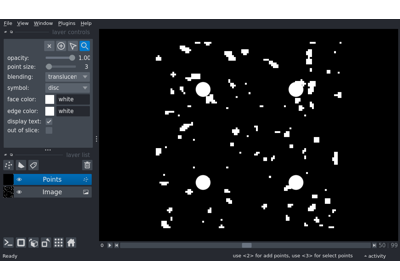 File View Window Plugins Help
layer controls
opacity: 1.00
point size: 3
blending: translucen
symbol: disc
face color: white
edge color: white
display text:
out of slice:
layer list
Points
Image
0 50 99
Ready use <2> for add points, use <3> for select points activity